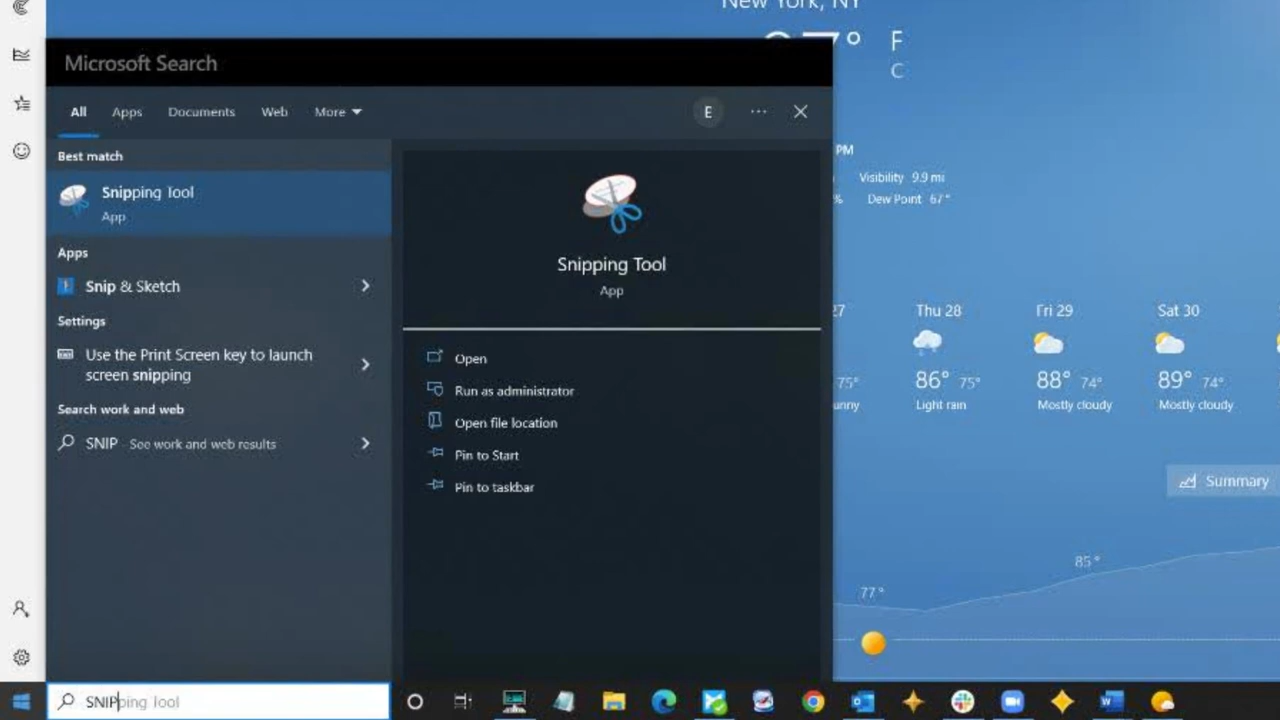 New York, NY
F
C
Microsoft Search
All Apps Documents Web More
E
Best match
Snipping Tool
App
Apps
Snip & Sketch
Settings
Use the Print Screen key to launch
screen snipping
Search work and web
SNIP - See work and web results
Snipping Tool
App
Open
Run as administrator
Open file location
Pin to Start
Pin to taskbar
PM
Visibility 9.9 mi
% Dew Point 67°
27 Thu 28 Fri 29 Sat 30
75° 86° 75° 88° 74° 89° 74°
unny Light rain Mostly cloudy Mostly cloudy
Summary
85°
77°
SNIPping Tool